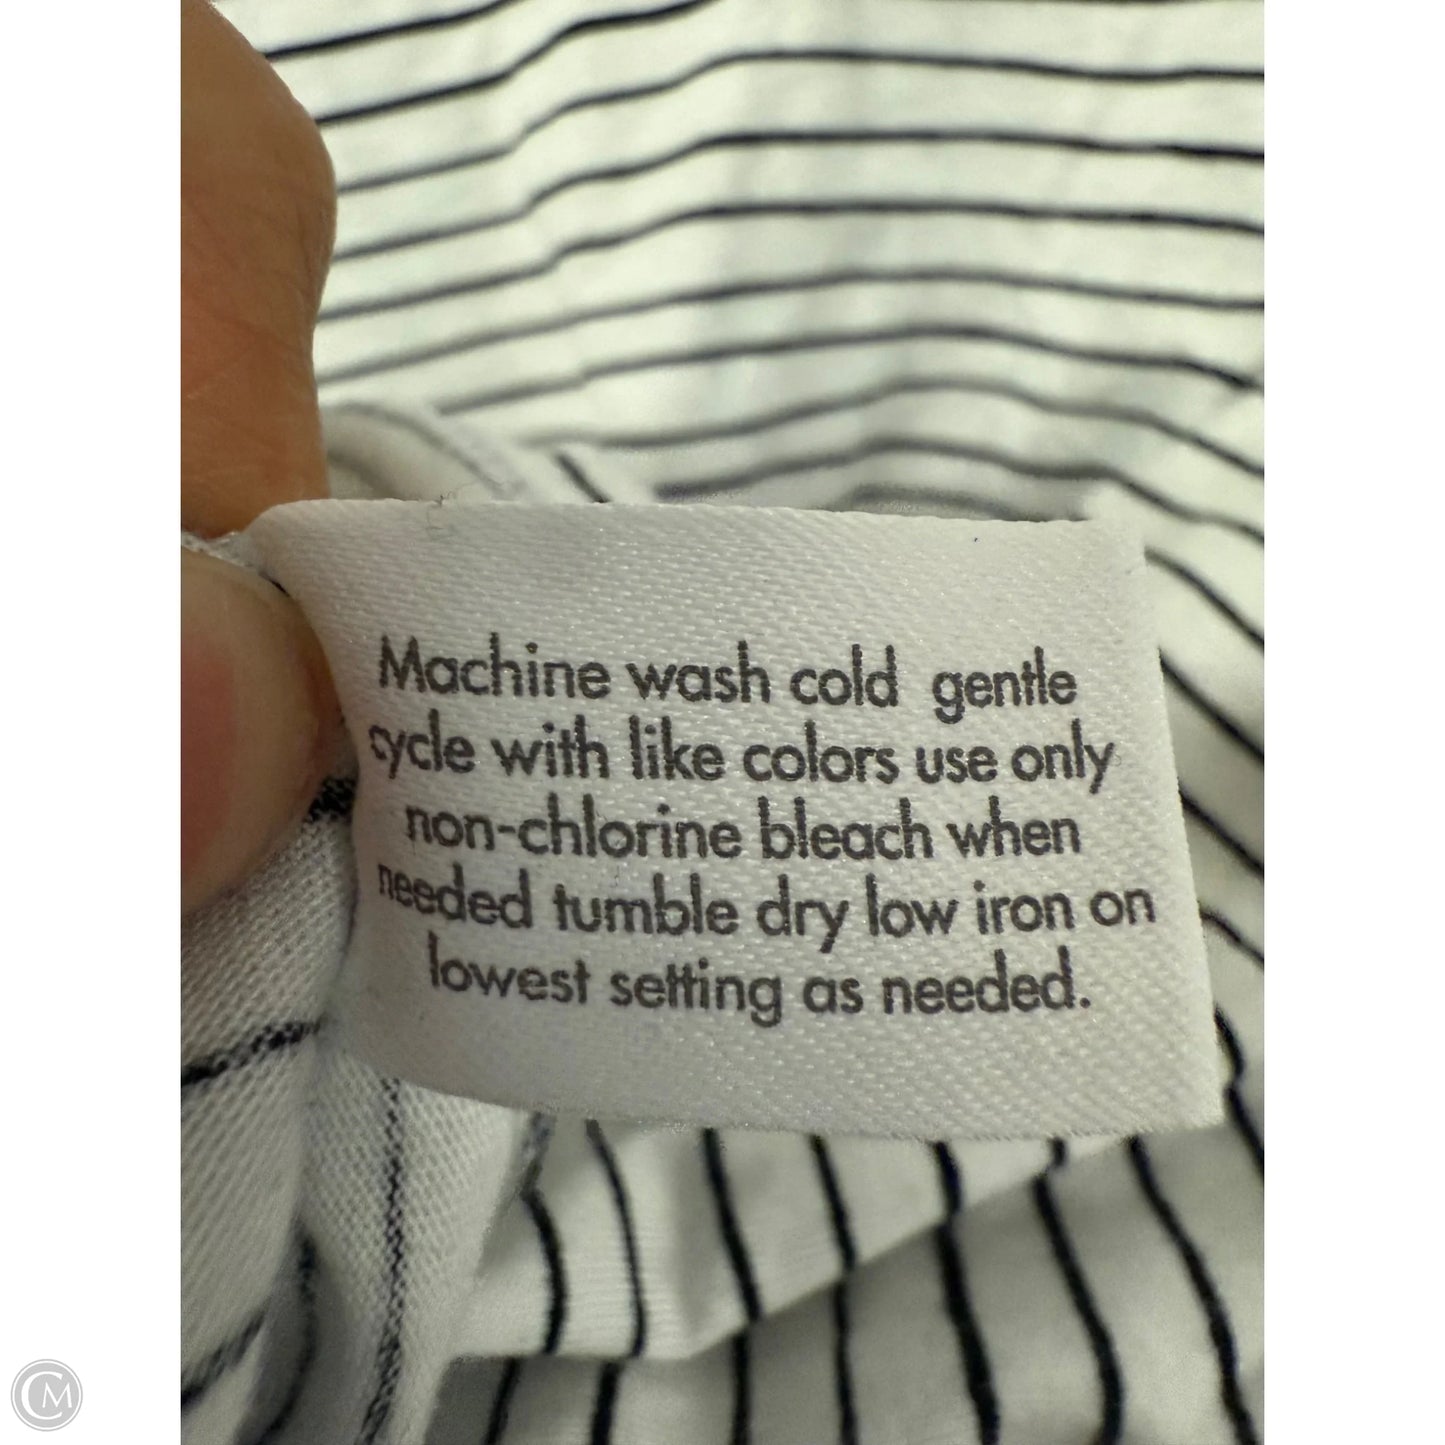 Machine wash cold gentle
cycle with like colors use only
non-chlorine bleach when
needed tumble dry low iron on
lowest setting as needed.
CM